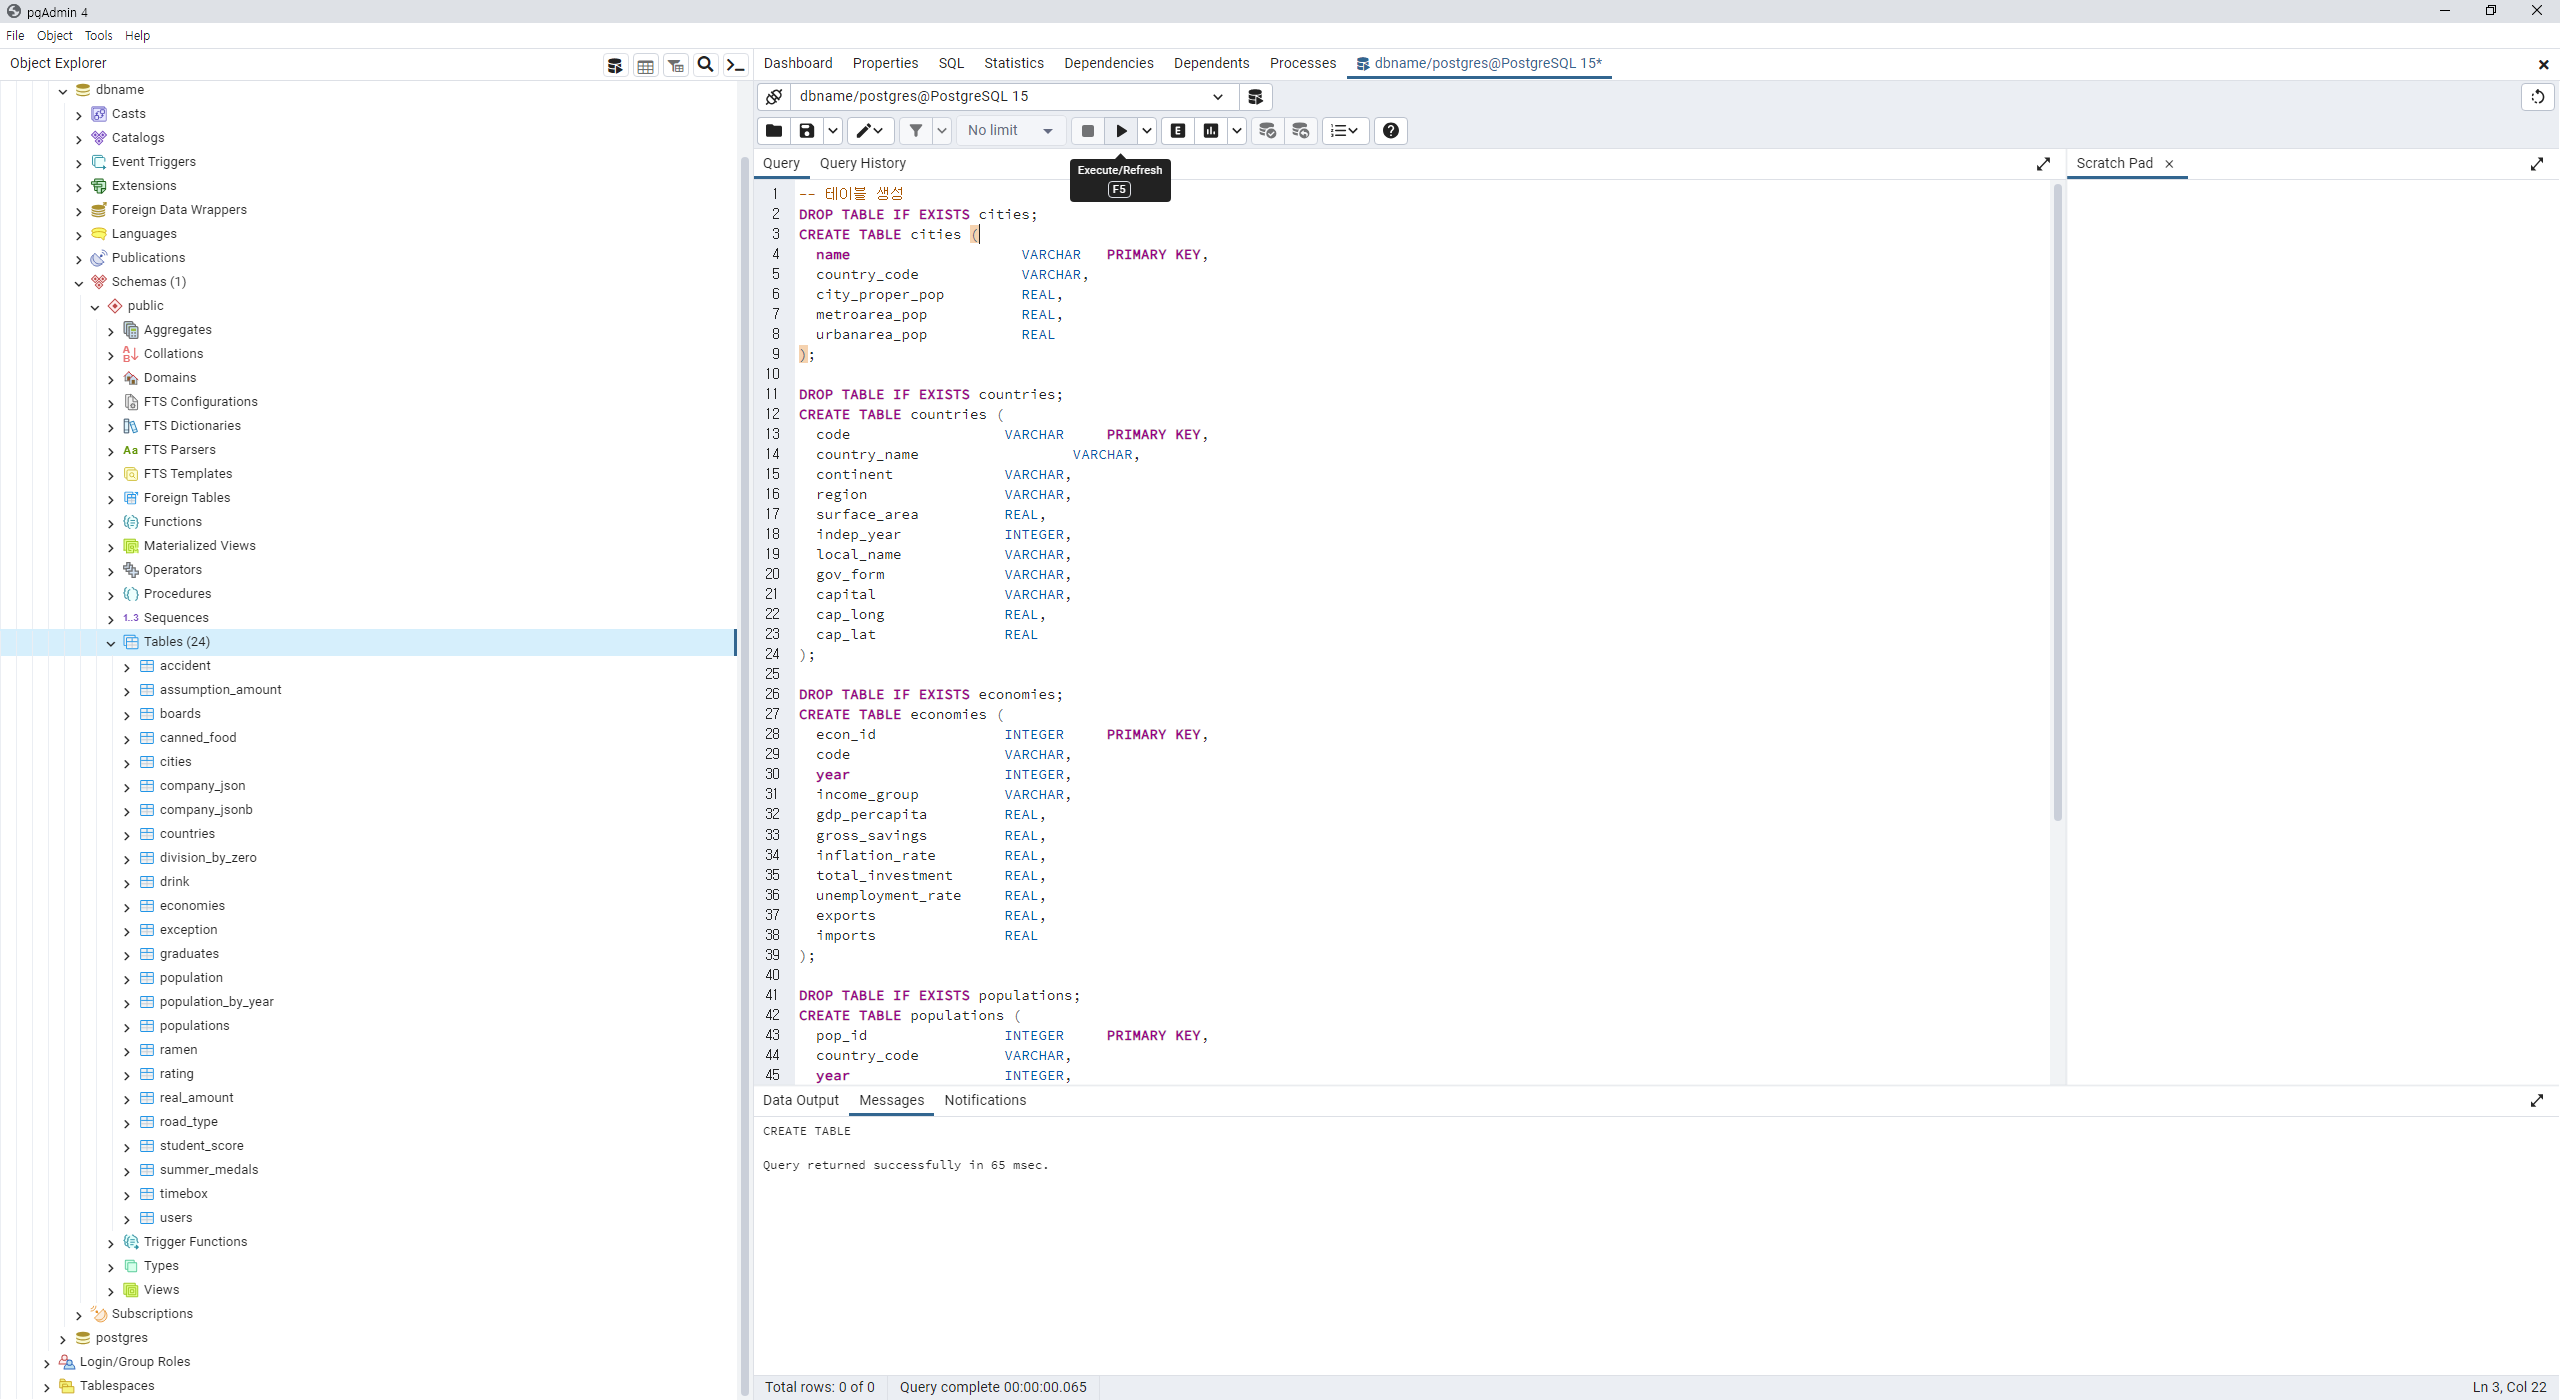 pgAdmin 4
File Object Tools Help
Object Explorer
dbname
Casts
Catalogs
Event Triggers
Extensions
Foreign Data Wrappers
Languages
Publications
Schemas (1)
public
Aggregates
Collations
Domains
FTS Configurations
FTS Dictionaries
Aa FTS Parsers
FTS Templates
Foreign Tables
Functions
Materialized Views
Operators
Procedures
1..3 Sequences
Tables (24)
accident
assumption_amount
boards
canned_food
cities
company_json
company_jsonb
countries
division_by_zero
drink
economies
exception
graduates
population
population_by_year
populations
ramen
rating
real_amount
road_type
student_score
summer_medals
timebox
users
Trigger Functions
Types
Views
Subscriptions
postgres
Login/Group Roles
Tablespaces
Dashboard Properties SQL Statistics Dependencies Dependents Processes dbname/postgres@PostgreSQL 15*
dbname/postgres@PostgreSQL 15
No limit
E
Query Query History
Execute/Refresh
F5
Scratch Pad
1 -- 테이블 생성
2 DROP TABLE IF EXISTS cities;
3 CREATE TABLE cities (
4 name VARCHAR PRIMARY KEY,
5 country_code VARCHAR,
6 city_proper_pop REAL,
7 metroarea_pop REAL,
8 urbanarea_pop REAL
9 );
10
11 DROP TABLE IF EXISTS countries;
12 CREATE TABLE countries (
13 code VARCHAR PRIMARY KEY,
14 country_name VARCHAR,
15 continent VARCHAR,
16 region VARCHAR,
17 surface_area REAL,
18 indep_year INTEGER,
19 local_name VARCHAR,
20 gov_form VARCHAR,
21 capital VARCHAR,
22 cap_long REAL,
23 cap_lat REAL
24 );
25
26 DROP TABLE IF EXISTS economies;
27 CREATE TABLE economies (
28 econ_id INTEGER PRIMARY KEY,
29 code VARCHAR,
30 year INTEGER,
31 income_group VARCHAR,
32 gdp_percapita REAL,
33 gross_savings REAL,
34 inflation_rate REAL,
35 total_investment REAL,
36 unemployment_rate REAL,
37 exports REAL,
38 imports REAL
39 );
40
41 DROP TABLE IF EXISTS populations;
42 CREATE TABLE populations (
43 pop_id INTEGER PRIMARY KEY,
44 country_code VARCHAR,
45 year INTEGER,
Data Output Messages Notifications
CREATE TABLE
Query returned successfully in 65 msec.
Total rows: 0 of 0 Query complete 00:00:00.065 Ln 3, Col 22